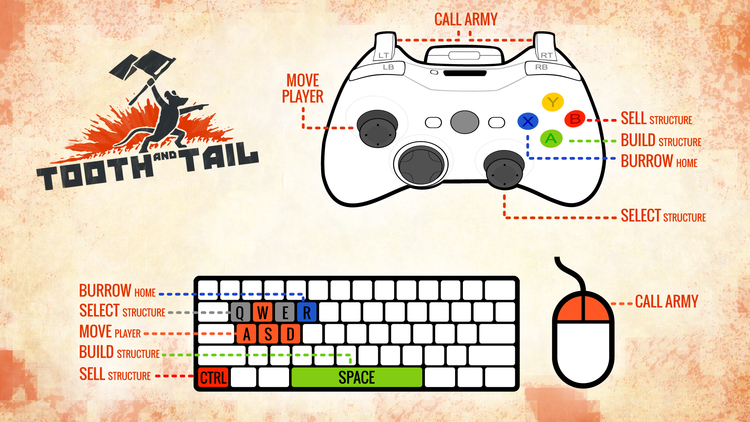 CALL ARMY
LT
RT
LB
RB
MOVE
PLAYER
Y
X
B
A
SELL STRUCTURE
BUILD STRUCTURE
BURROW HOME
SELECT STRUCTURE
TOOTH AND TAIL
BURROW HOME
SELECT STRUCTURE
MOVE PLAYER
BUILD STRUCTURE
SELL STRUCTURE
Q W E R
A S D
CTRL
SPACE
CALL ARMY